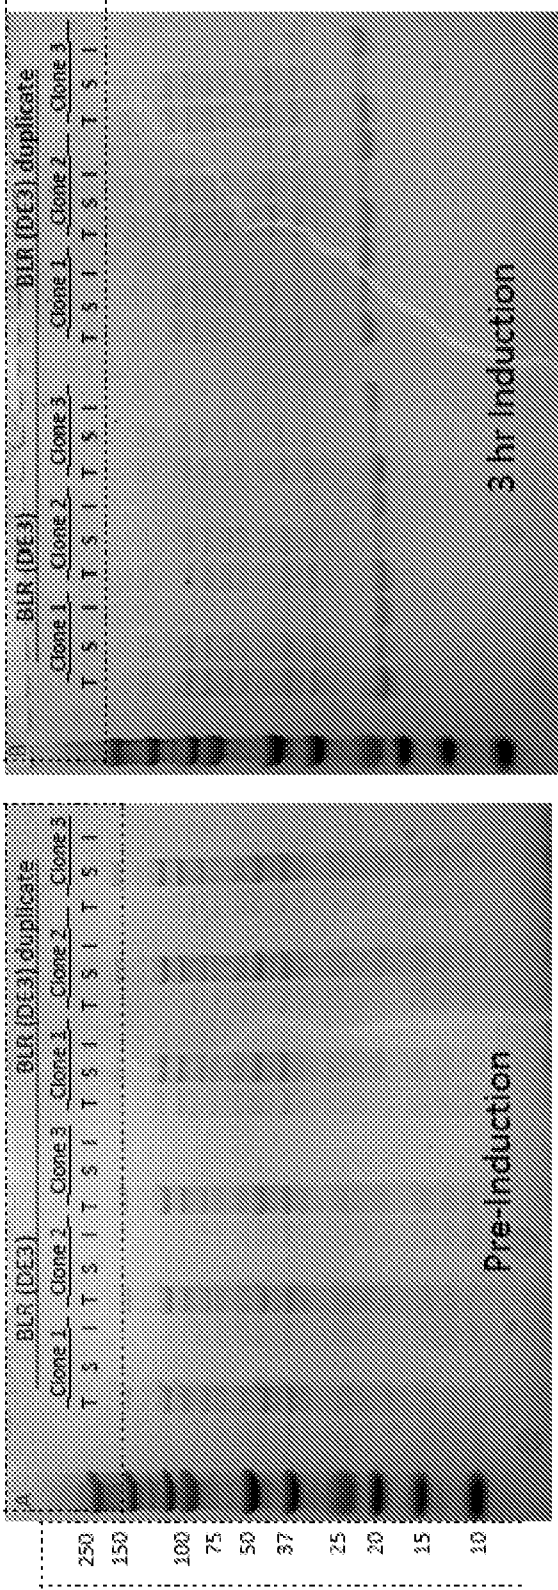 A
BLR (DE3) BLR (DE3) duplicate
Clone 1 Clone 2 Clone 3 Clone 1 Clone 2 Clone 3
T S I T S I T S I T S I T S I T S I
250
150
100
75
50
37
25
20
15
10
Pre-Induction
B
BLR (DE3) BLR (DE3) duplicate
Clone 1 Clone 2 Clone 3 Clone 1 Clone 2 Clone 3
T S I T S I T S I T S I T S I T S I
3 hr Induction